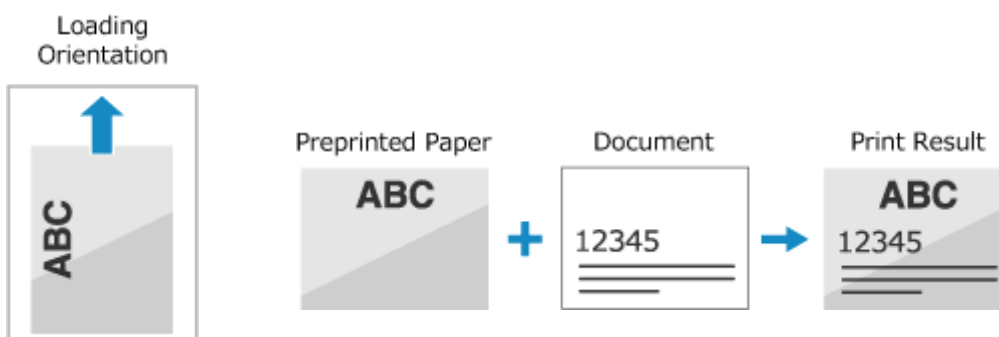 Loading
Orientation
ABC
Preprinted Paper
ABC
Document
12345
Print Result
ABC
12345